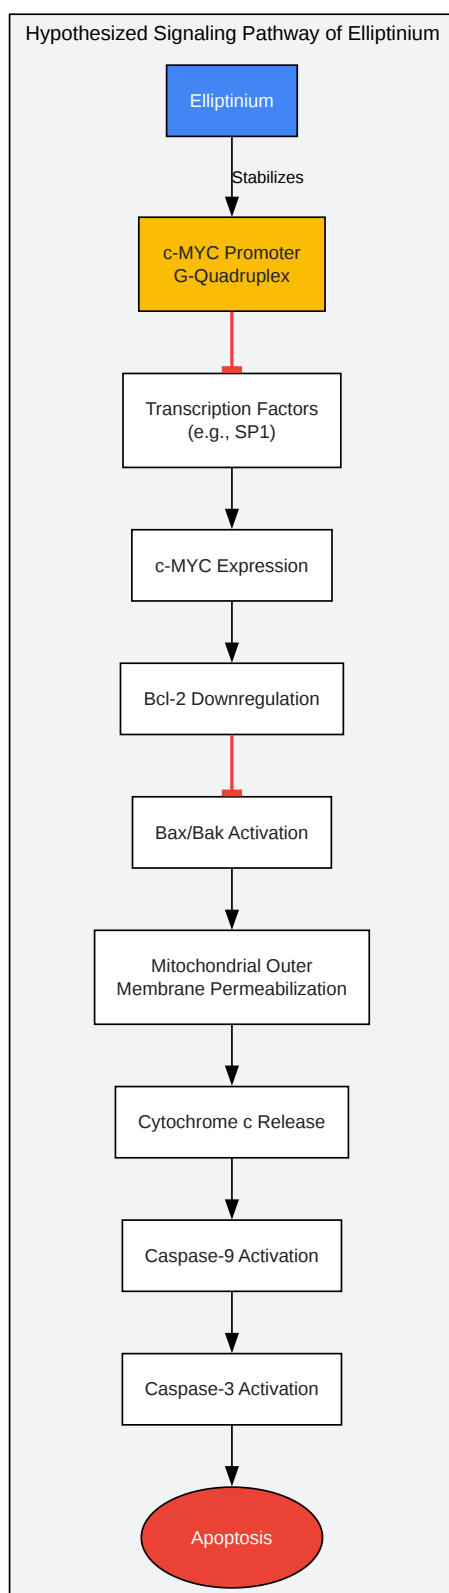 Hypothesized Signaling Pathway of Elliptinium
Elliptinium
Stabilizes
c-MYC Promoter
G-Quadruplex
Transcription Factors
(e.g., SP1)
c-MYC Expression
Bcl-2 Downregulation
Bax/Bak Activation
Mitochondrial Outer
Membrane Permeabilization
Cytochrome c Release
Caspase-9 Activation
Caspase-3 Activation
Apoptosis